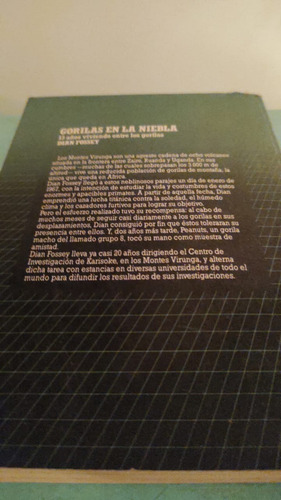 GORILAS EN LA NIEBLA
13 años viviendo entre los gorilas
DIAN FOSSEY
Los Montes Virunga son una agreste cadena de ocho volcanes
situada en la frontera entre Zaire, Ruanda y Uganda. En sus
cumbres —muchas de las cuales sobrepasan los 3 000 m de
altitud— vive una reducida población de gorilas de montaña, la
única que queda en África.
Dian Fossey llegó a estos neblinosos parajes un día de enero de
1967, con la intención de estudiar la vida y costumbres de estos
enormes y apacibles primates. A partir de aquella fecha, Dian
emprendió una lucha titánica contra la soledad, el húmedo
clima y los cazadores furtivos para lograr su objetivo.
Pero el esfuerzo realizado tuvo su recompensa: al cabo de
muchos meses de seguir casi diariamente a los gorilas en sus
desplazamientos, Dian consiguió por fin que éstos toleraran su
presencia entre ellos. Y, dos años más tarde, Peanuts, un gorila
macho del llamado grupo 8, tocó su mano como muestra de
amistad.
Dian Fossey lleva ya casi 20 años dirigiendo el Centro de
Investigación de Karisoke, en los Montes Virunga, y alterna
dicha tarea con estancias en diversas universidades de todo el
mundo para difundir los resultados de sus investigaciones.